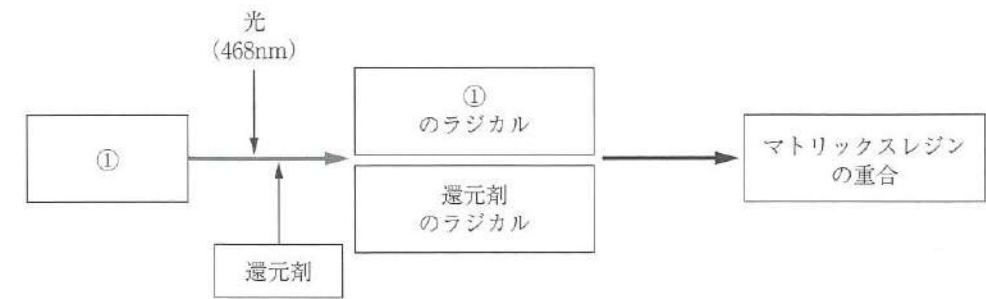 光
(468nm)
①
①
のラジカル
還元剤
のラジカル
還元剤
マトリックスレジン
の重合